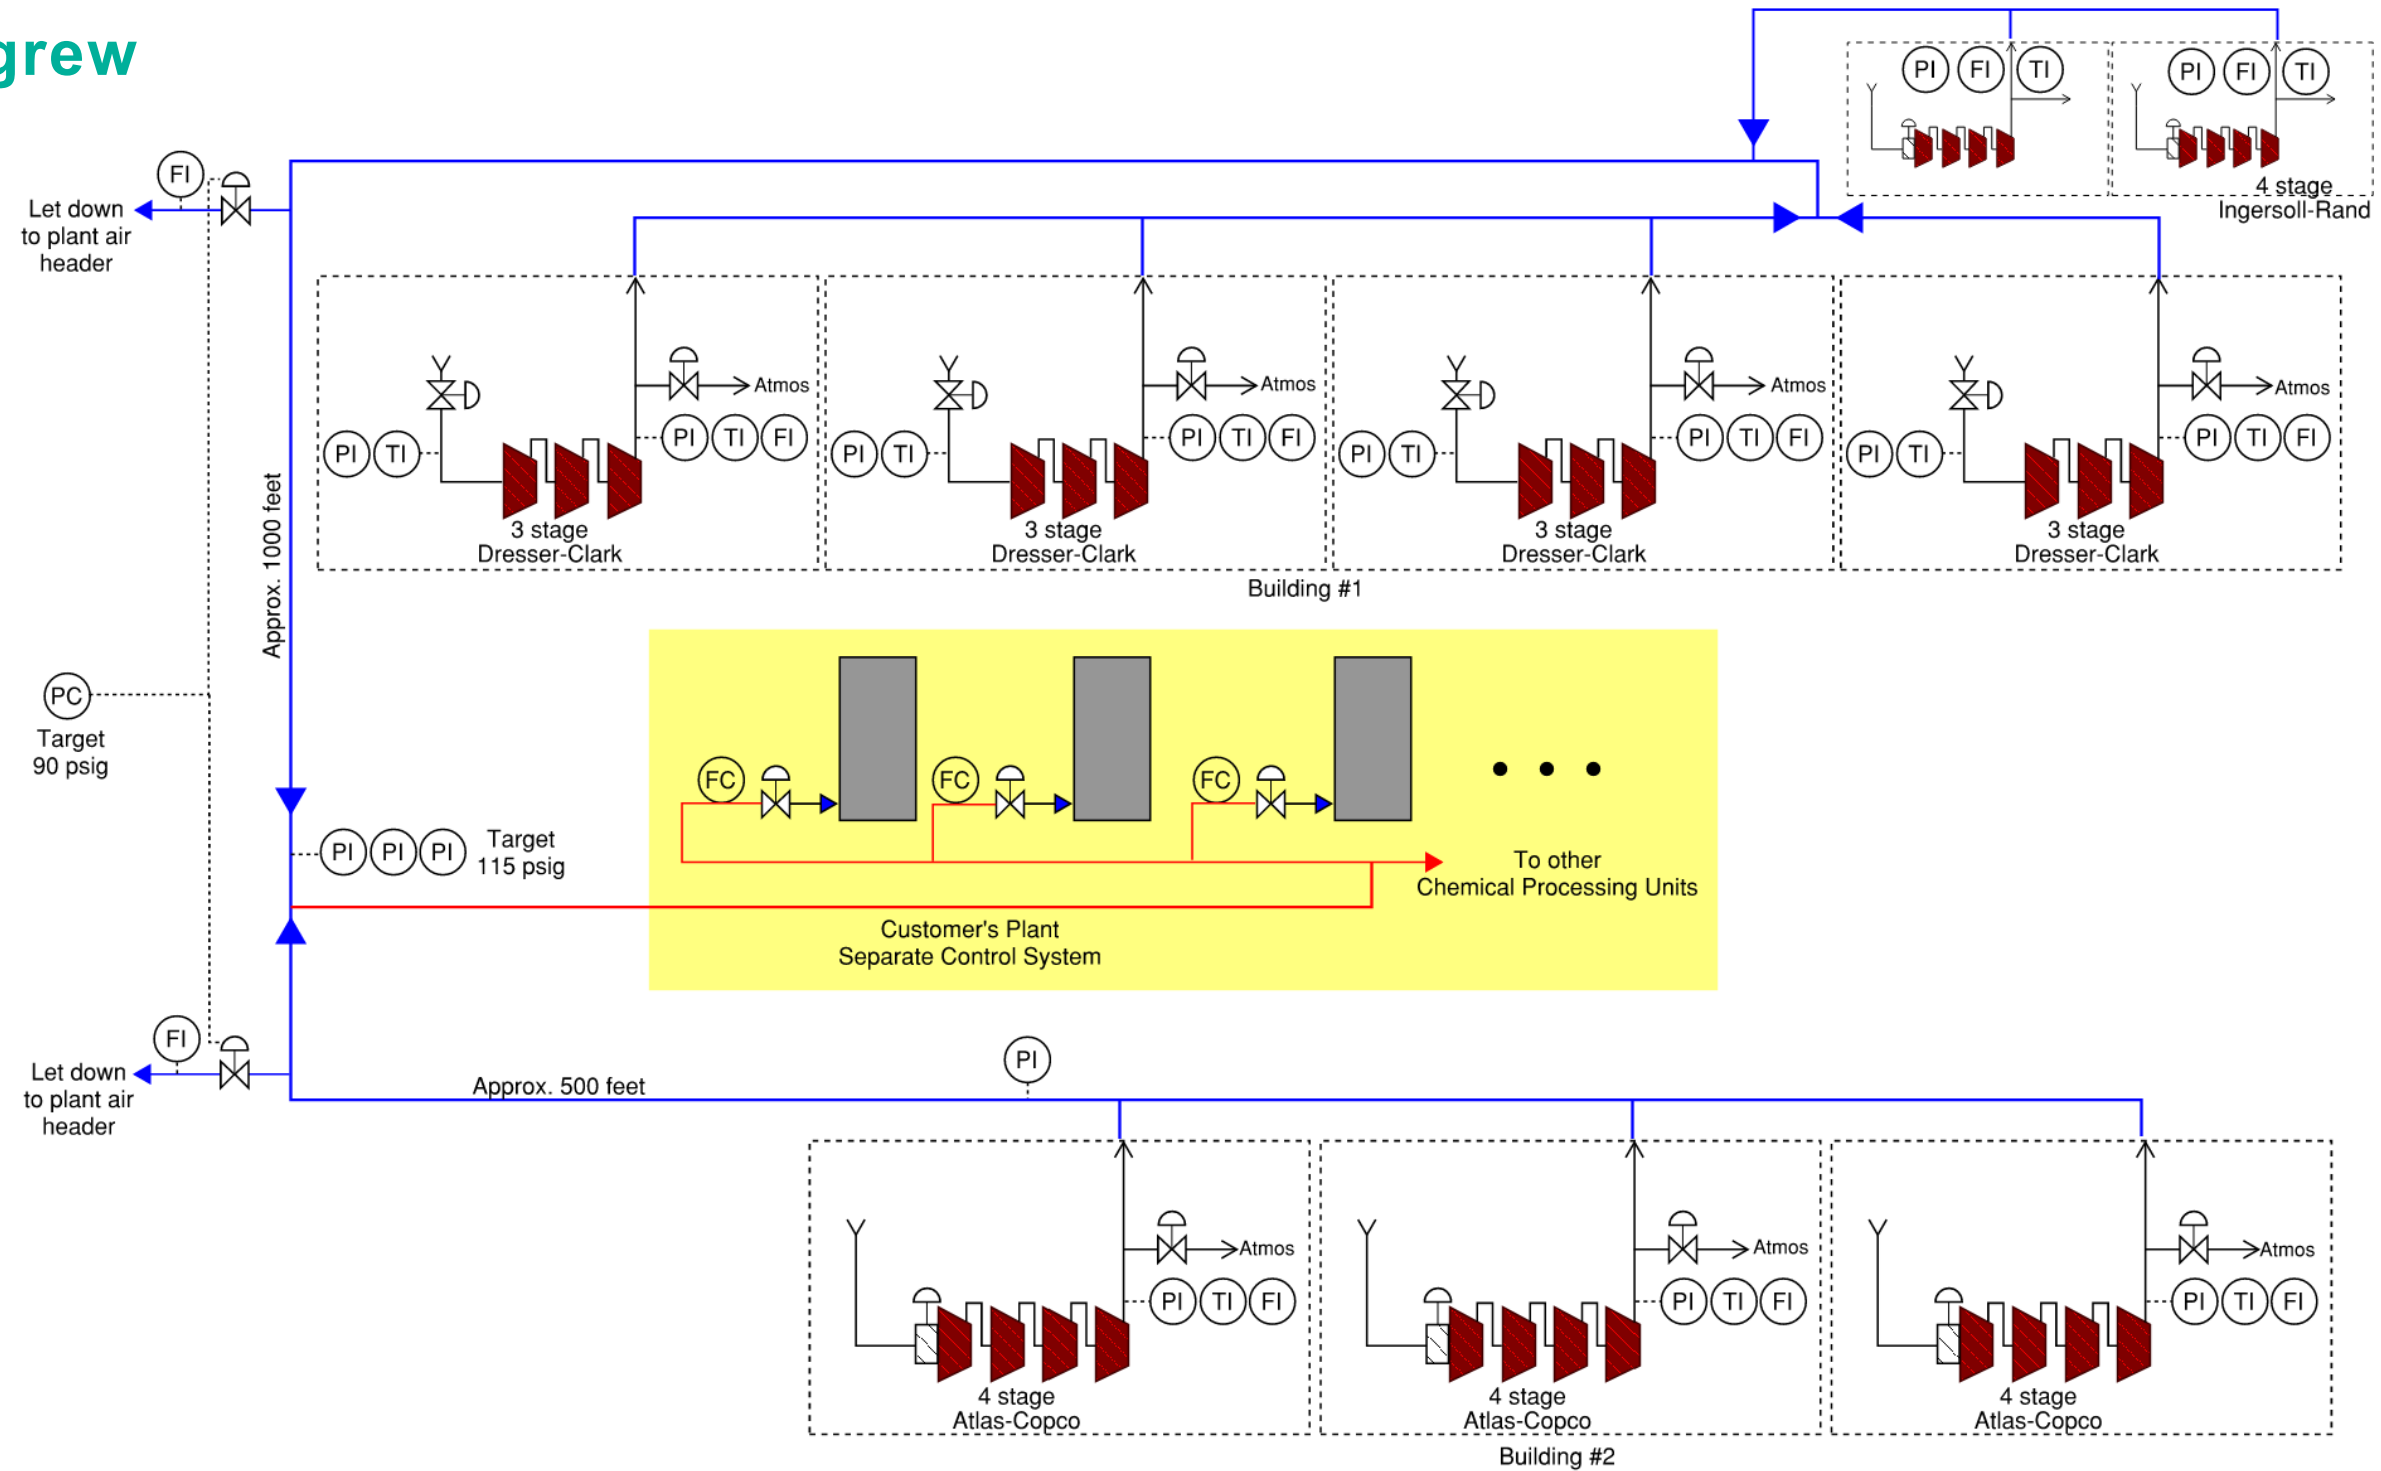 grew
PI FI TI
PI FI TI
4 stage
Ingersoll-Rand
FI
Let down
to plant air
header
Atmos
Atmos
Atmos
Atmos
PI TI
PI TI FI
PI TI
PI TI FI
PI TI
PI TI FI
PI TI
PI TI FI
3 stage
Dresser-Clark
3 stage
Dresser-Clark
3 stage
Dresser-Clark
3 stage
Dresser-Clark
Building #1
Approx. 1000 feet
PC
Target
90 psig
FC
FC
FC
PI PI PI
Target
115 psig
To other
Chemical Processing Units
Customer's Plant
Separate Control System
FI
Let down
to plant air
header
PI
Approx. 500 feet
Atmos
Atmos
Atmos
PI TI FI
PI TI FI
PI TI FI
4 stage
Atlas-Copco
4 stage
Atlas-Copco
4 stage
Atlas-Copco
Building #2